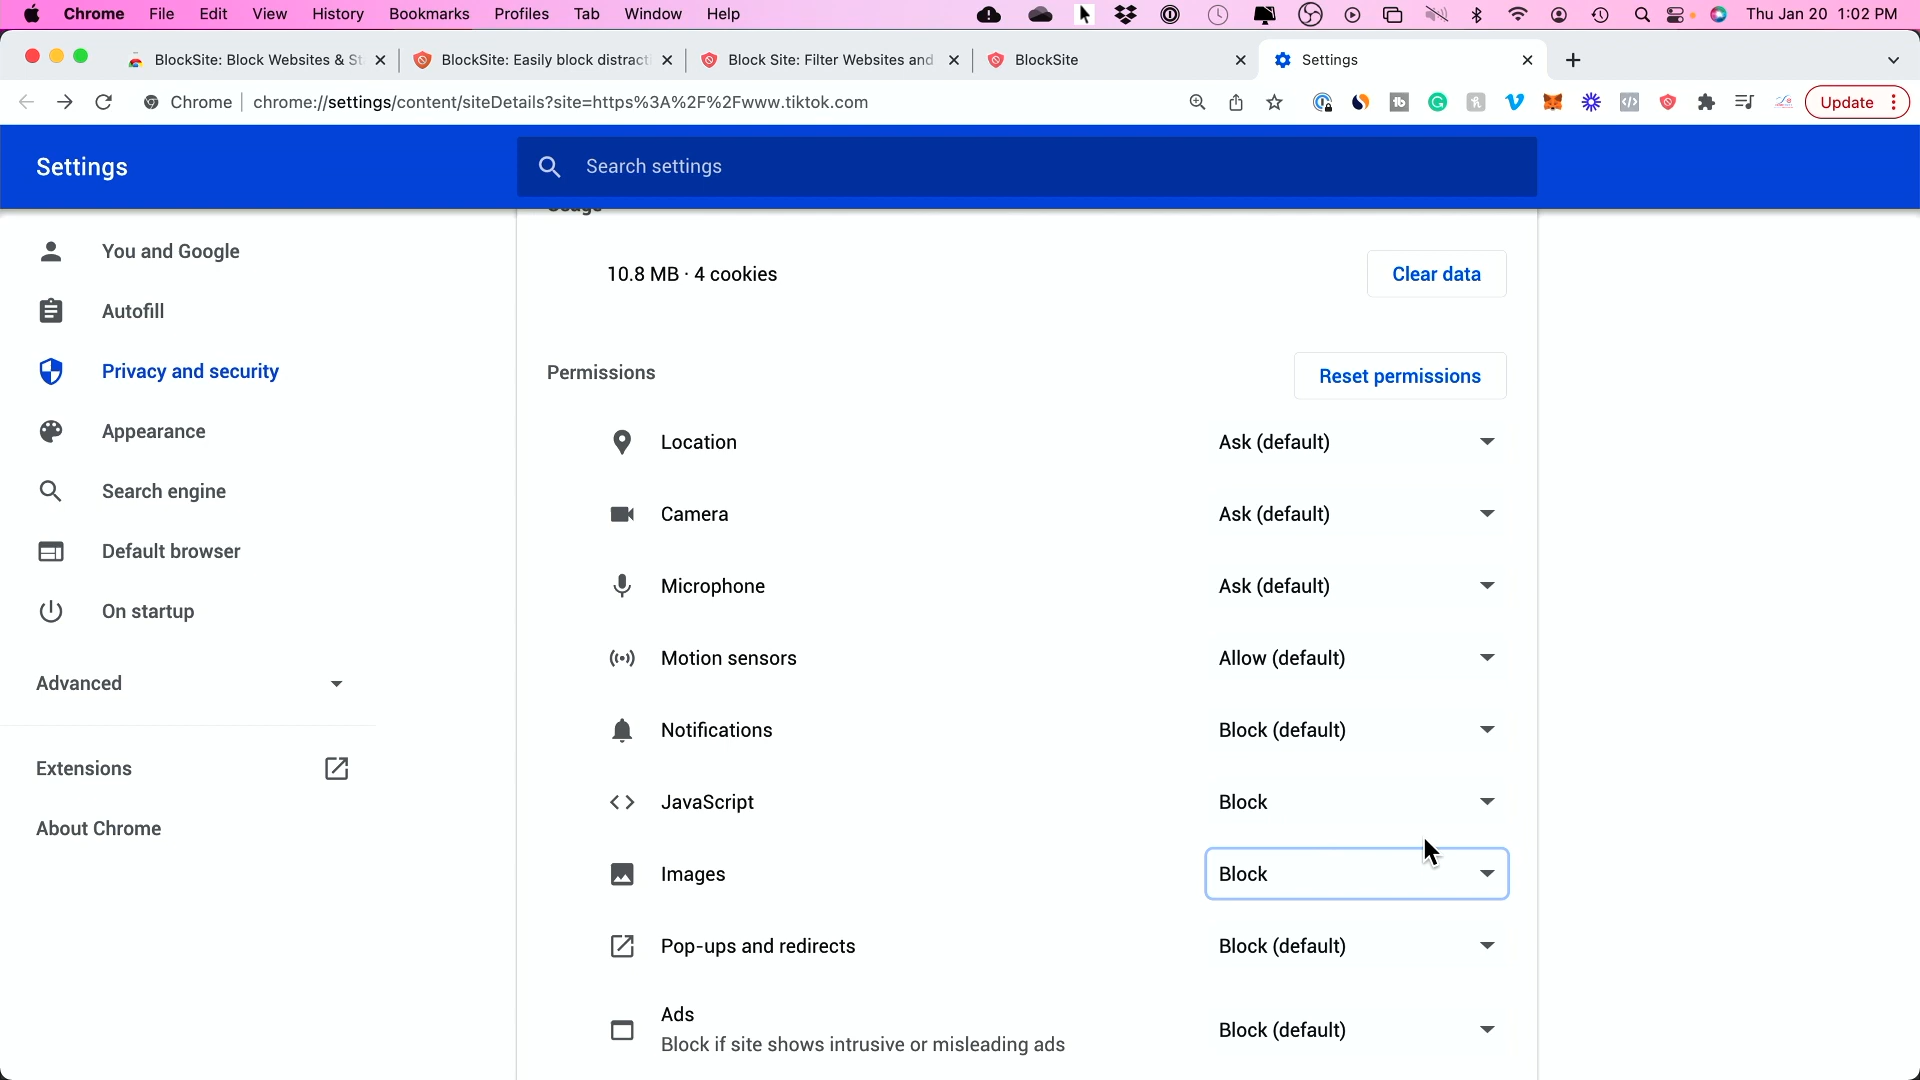 Chrome File Edit View History Bookmarks Profiles Tab Window Help Thu Jan 20 1:02 PM
BlockSite: Block Websites & St BlockSite: Easily block distract Block Site: Filter Websites and BlockSite Settings
Chrome chrome://settings/content/siteDetails?site=https%3A%2F%2Fwww.tiktok.com Update
Settings Search settings
Usage
You and Google
10.8 MB · 4 cookies Clear data
Autofill
Privacy and security
Permissions Reset permissions
Appearance
Location Ask (default)
Search engine
Camera Ask (default)
Default browser
Microphone Ask (default)
On startup
Motion sensors Allow (default)
Advanced
Notifications Block (default)
Extensions
JavaScript Block
About Chrome
Images Block
Pop-ups and redirects Block (default)
Ads
Block if site shows intrusive or misleading ads Block (default)